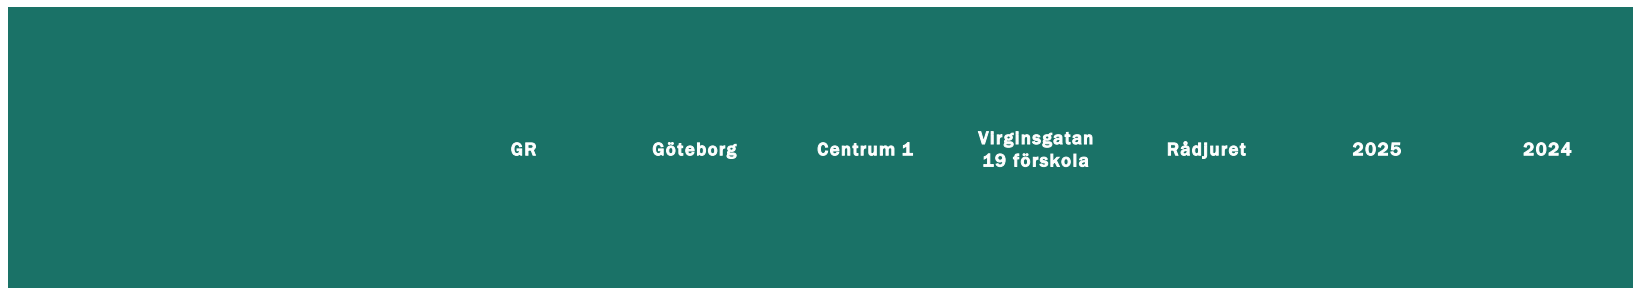 GR
Göteborg
Centrum 1
Virginsgatan
19 förskola
Rådjuret
2025
2024